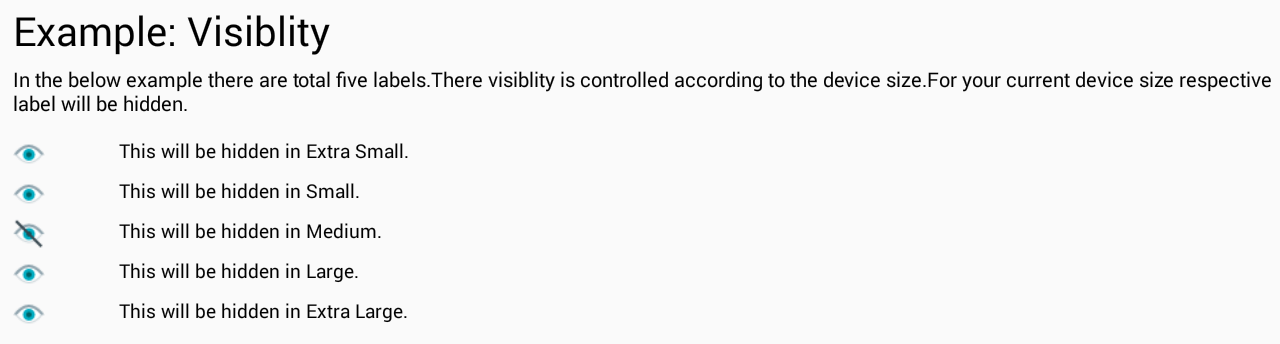 Example: Visiblity
In the below example there are total five labels.There visiblity is controlled according to the device size.For your current device size respective
label will be hidden.
This will be hidden in Extra Small.
This will be hidden in Small.
This will be hidden in Medium.
This will be hidden in Large.
This will be hidden in Extra Large.